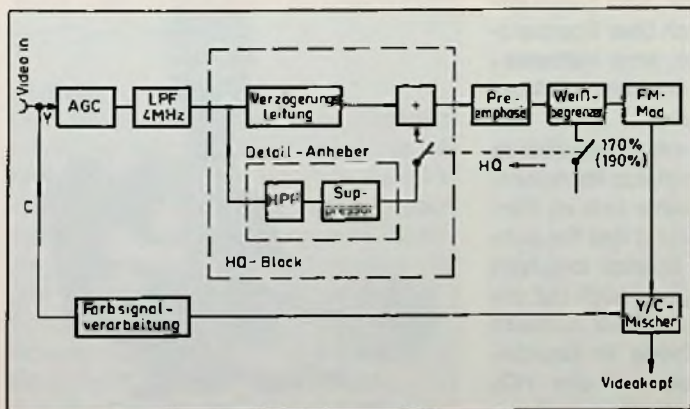 Video in
Y
AGC
LPF
4MHz
Verzögerungs
leitung
+
Pre-
emphase
Weiß-
begrenzer
FM-
Mod
170%
(190%)
HQ
Detail-Anheber
HPF
Sup-
pressor
HQ-Block
C
Farbsignal-
verarbeitung
Y/C-
Mischer
Videokopf